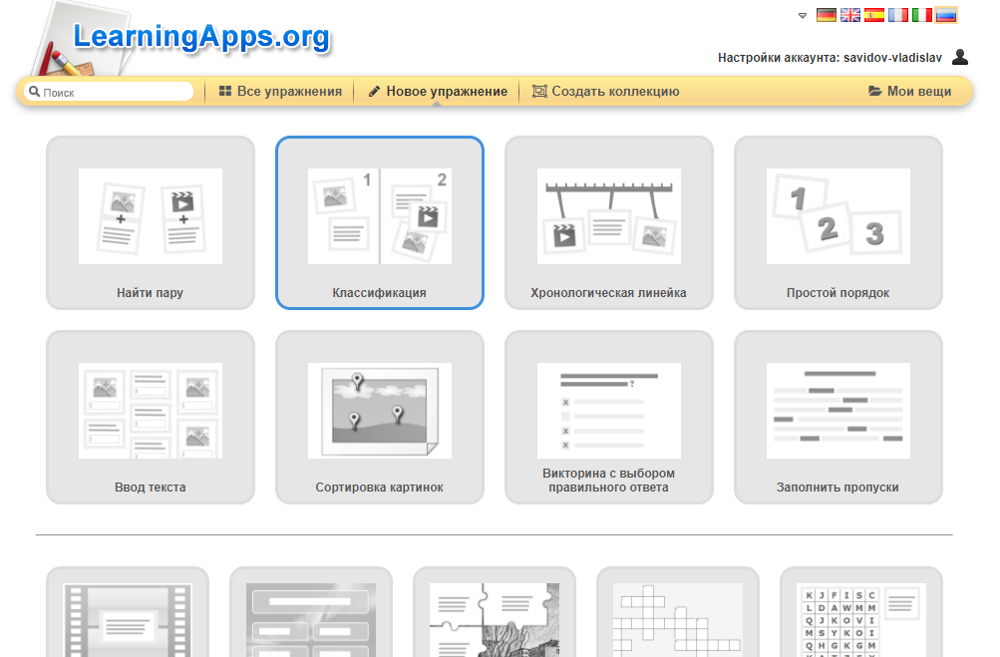 LearningApps.org
Настройки аккаунта: savidov-vladislav
Поиск
Все упражнения
Новое упражнение
Создать коллекцию
Мои вещи
1
2
1
2
3
Найти пару
Классификация
Хронологическая линейка
Простой порядок
?
x
x
x
Ввод текста
Сортировка картинок
Викторина с выбором
правильного ответа
Заполнить пропуски
K J F I S C
L D A W M M
Q J K O V I
M S Y K O I
Q H G K G M